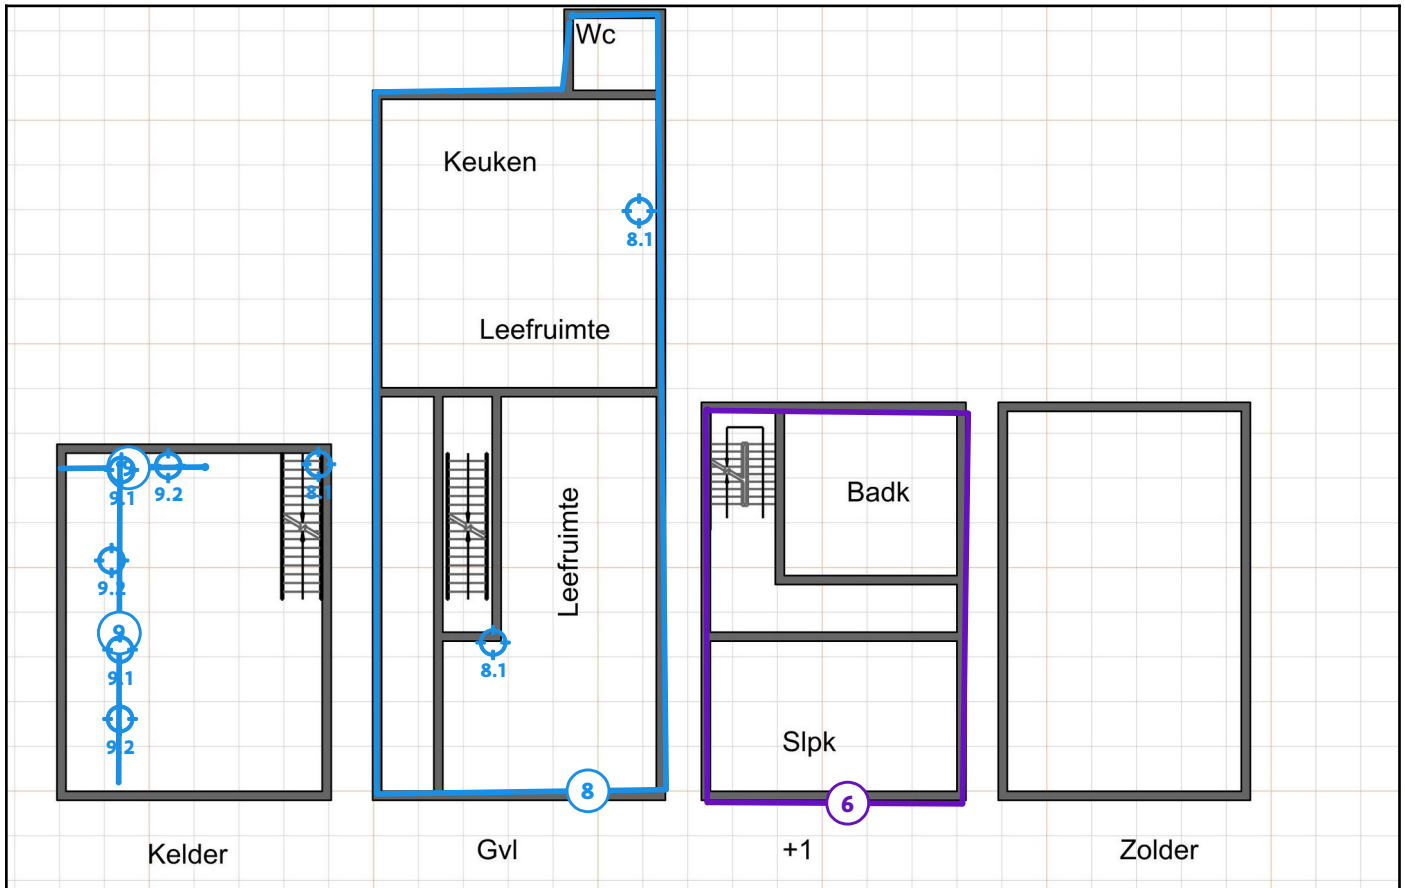 Wc
Keuken
8.1
Leefruimte
Leefruimte
8.1
8
9
9.1
9.2
8.1
9.2
9
9.1
9.2
Badk
Slpk
6
Kelder
Gvl
+1
Zolder